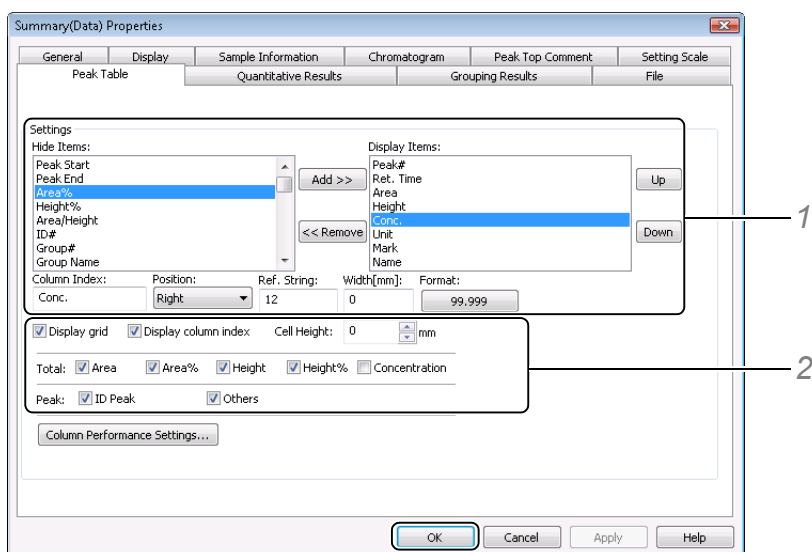 Summary(Data) Properties
General Display Sample Information Chromatogram Peak Top Comment Setting Scale
Peak Table Quantitative Results Grouping Results File
Settings
Hide Items: Display Items:
Peak Start Peak#
Peak End Add >> Ret. Time Up
Area% Area
Height% Height
Area/Height Conc. 1
ID# << Remove Unit Down
Group# Mark
Group Name Name
Column Index: Position: Ref. String: Width[mm]: Format:
Conc. Right 12 0 99.999
Display grid Display column index Cell Height: 0 mm
Total: Area Area% Height Height% Concentration 2
Peak: ID Peak Others
Column Performance Settings...
OK Cancel Apply Help